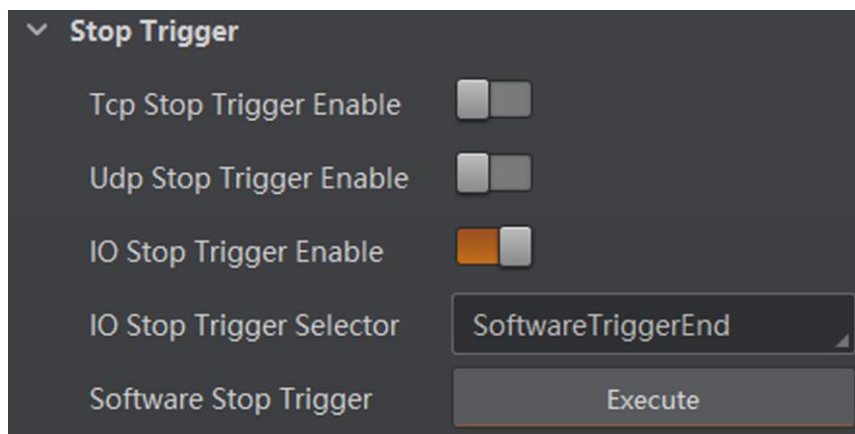 Stop Trigger
Tcp Stop Trigger Enable
Udp Stop Trigger Enable
IO Stop Trigger Enable
IO Stop Trigger Selector SoftwareTriggerEnd
Software Stop Trigger Execute